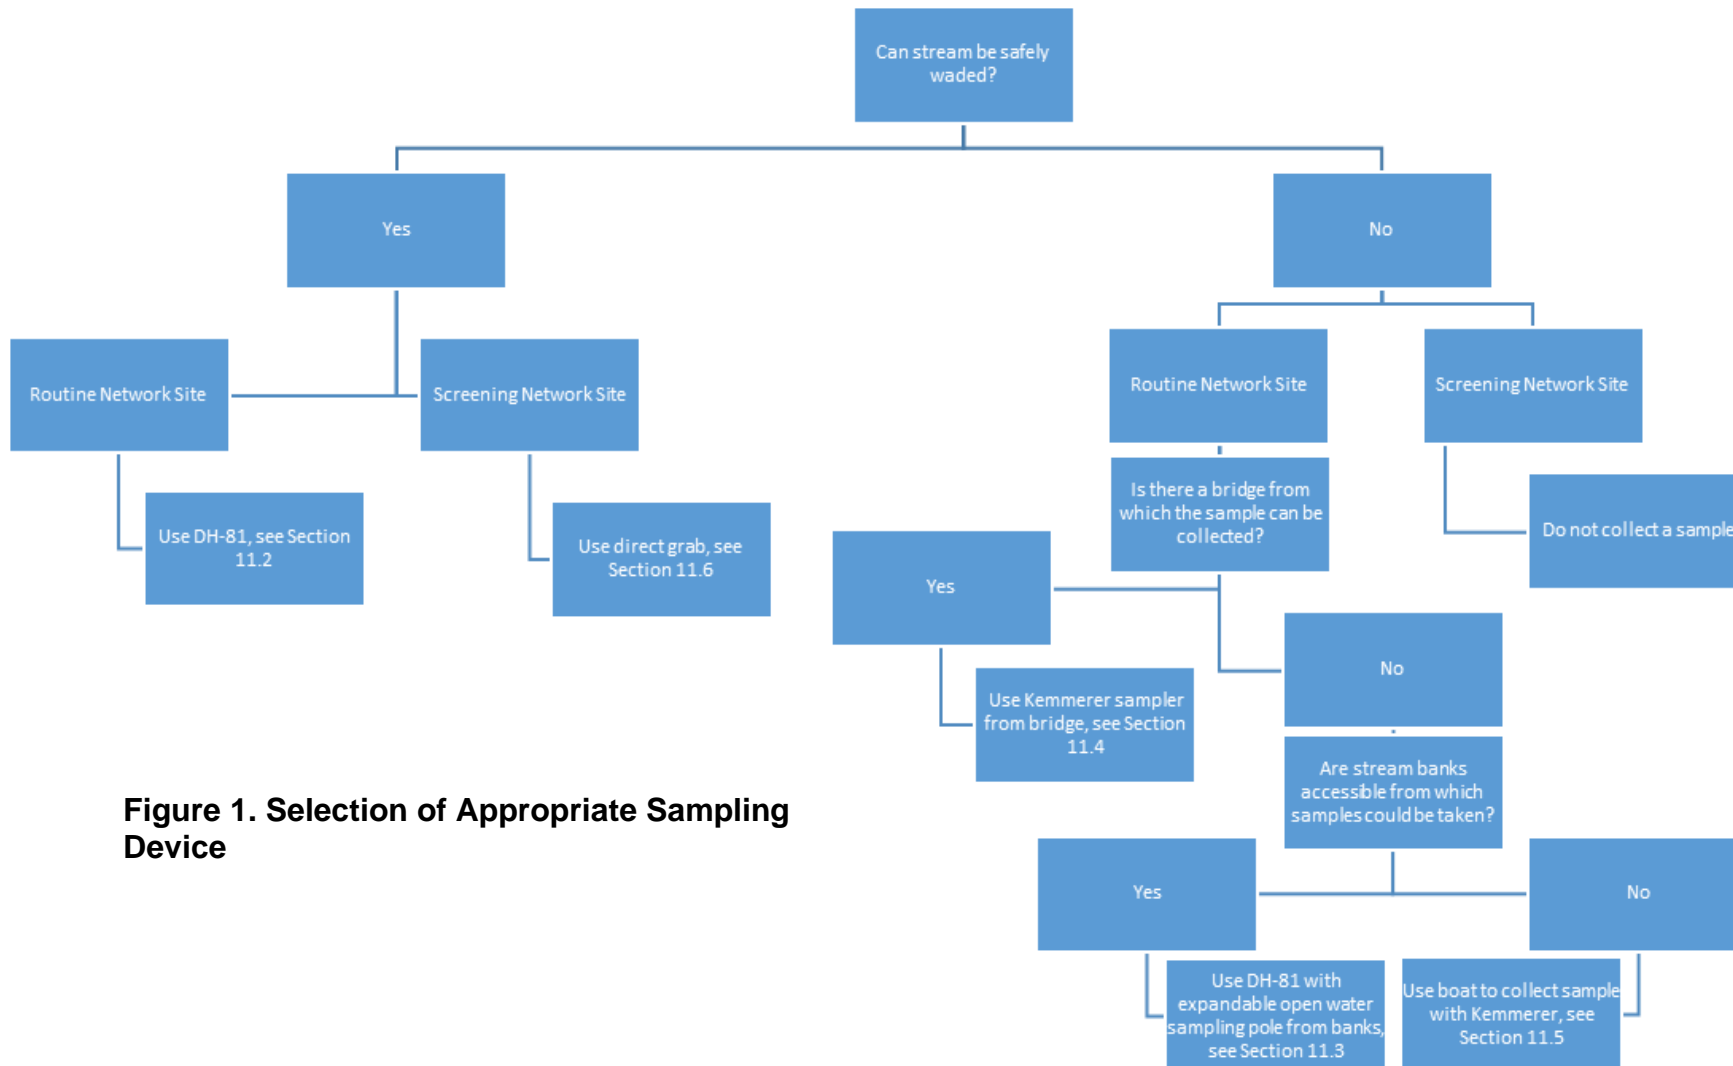 Can stream be safely
waded?
Yes
No
Routine Network Site
Screening Network Site
Routine Network Site
Screening Network Site
Use DH-81, see Section
11.2
Use direct grab, see
Section 11.6
Is there a bridge from
which the sample can be
collected?
Do not collect a sample
Yes
No
Use Kemmerer sampler
from bridge, see Section
11.4
Are stream banks
accessible from which
samples could be taken?
Figure 1. Selection of Appropriate Sampling
Device
Yes
No
Use DH-81 with
expandable open water
sampling pole from banks,
see Section 11.3
Use boat to collect sample
with Kemmerer, see
Section 11.5